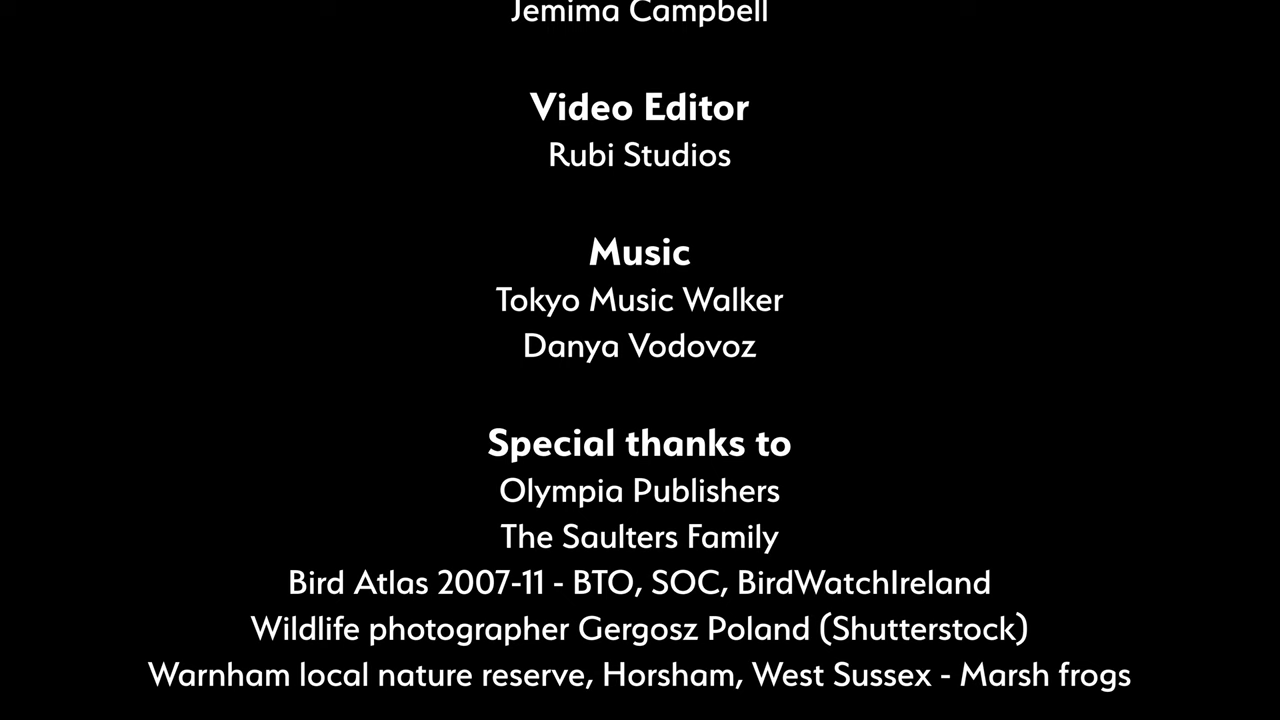 Jemima Campbell
Video Editor
Rubi Studios
Music
Tokyo Music Walker
Danya Vodovoz
Special thanks to
Olympia Publishers
The Saulters Family
Bird Atlas 2007-11 - BTO, SOC, BirdWatchIreland
Wildlife photographer Gergosz Poland (Shutterstock)
Warnham local nature reserve, Horsham, West Sussex - Marsh frogs